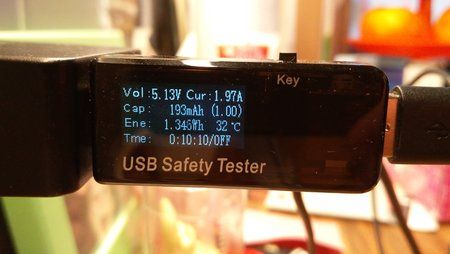 Key
Vol:5.13V Cur:1.97A
Cap: 193mAh (1.00)
Ene: 1.346Wh 32℃
Tme: 0:10:10/OFF
USB Safety Tester